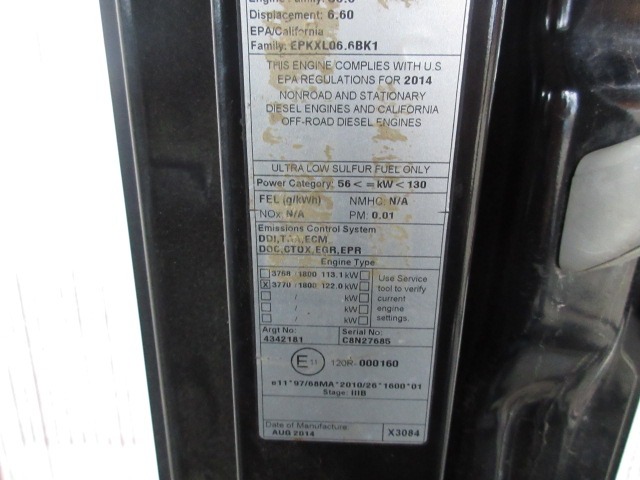 Displacement: 6.60
EPA/California
Family: EPKXL06.6BK1
THIS ENGINE COMPLIES WITH U.S
EPA REGULATIONS FOR 2014
NONROAD AND STATIONARY
DIESEL ENGINES AND CALIFORNIA
OFF-ROAD DIESEL ENGINES
ULTRA LOW SULFUR FUEL ONLY
Power Category: 56 < = kW < 130
FEL (g/kWh) NMHC: N/A
NOx: N/A PM: 0.01
Emissions Control System
DDI,TAA,ECM
DOC,CTOX,EGR,EPR
Engine Type
3768 / 1800 113.1 kW
X 3770 / 1800 122.0 kW
/ kW
/ kW
/ kW
Use Service
tool to verify
current
engine
settings.
Argt No: Serial No:
4342181 C8N27685
E 11 120R-000160
e11*97/68MA*2010/26*1600*01
Stage: IIIB
Date of Manufacture
AUG 2014 X3084